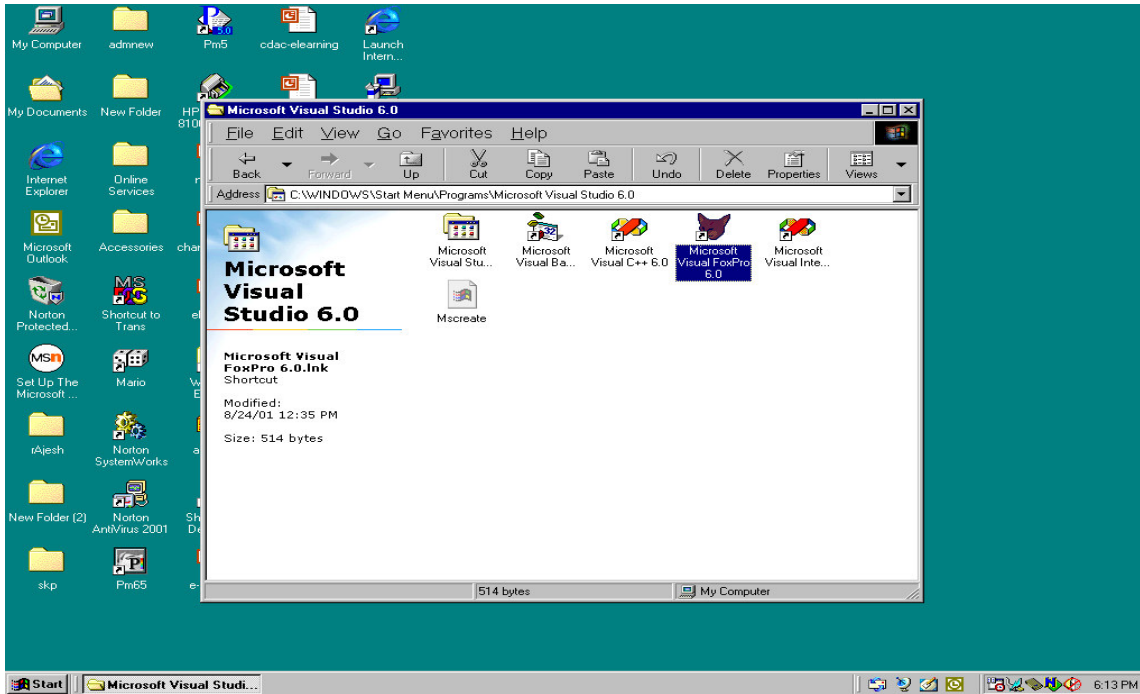 My Computer
admnew
Pm5
cdac-elearning
Launch
Intern...
My Documents
New Folder
HP
810
Internet
Explorer
Online
Services
Microsoft
Outlook
Accessories
char
Norton
Protected...
Shortcut to
Trans
el
Set Up The
Microsoft ...
Mario
W
E
rAjesh
Norton
SystemWorks
a
New Folder (2)
Norton
AntiVirus 2001
Sh
De
skp
Pm65
e-
Microsoft Visual Studio 6.0
File Edit View Go Favorites Help
Back Forward Up Cut Copy Paste Undo Delete Properties Views
Address C:\WINDOWS\Start Menu\Programs\Microsoft Visual Studio 6.0
Microsoft
Visual
Studio 6.0
Microsoft Visual
FoxPro 6.0.lnk
Shortcut
Modified:
8/24/01 12:35 PM
Size: 514 bytes
Microsoft
Visual Stu...
Microsoft
Visual Ba...
Microsoft
Visual C++ 6.0
Microsoft
Visual FoxPro
6.0
Microsoft
Visual Inte...
Mscreate
514 bytes
My Computer
Start
Microsoft Visual Studi...
6:13 PM